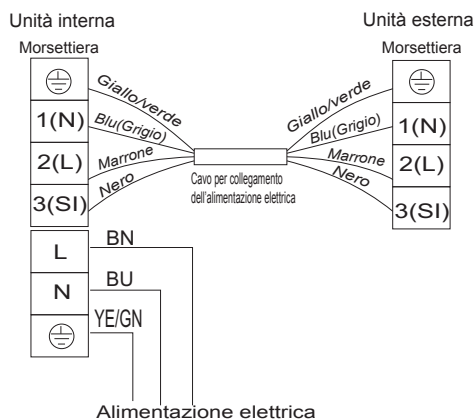 Unità interna
Morsettiera
1(N)
2(L)
3(SI)
L
N
Giallo/verde
Blu(Grigio)
Marrone
Nero
Cavo per collegamento
dell'alimentazione elettrica
Giallo/verde
Blu(Grigio)
Marrone
Nero
Unità esterna
Morsettiera
1(N)
2(L)
3(SI)
BN
BU
YE/GN
Alimentazione elettrica